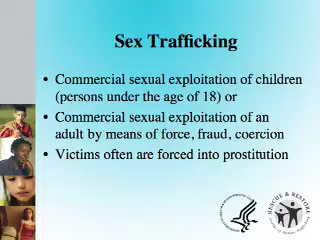 Sex Trafficking
• Commercial sexual exploitation of children
(persons under the age of 18) or
• Commercial sexual exploitation of an
adult by means of force, fraud, coercion
• Victims often are forced into prostitution
RESCUE & RESTORE